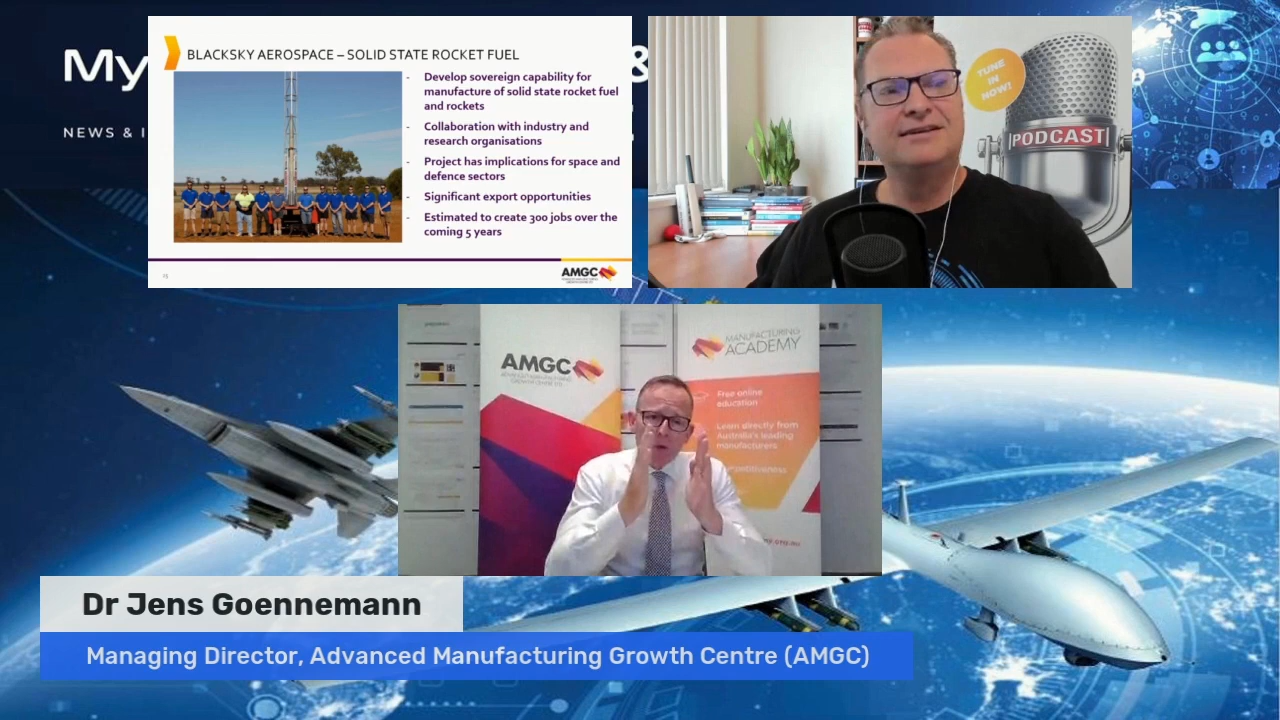 My
&
NEWS & I
BLACKSKY AEROSPACE – SOLID STATE ROCKET FUEL
- Develop sovereign capability for
manufacture of solid state rocket fuel
and rockets
- Collaboration with industry and
research organisations
- Project has implications for space and
defence sectors
- Significant export opportunities
- Estimated to create 300 jobs over the
coming 5 years
AMGC
TUNE
IN
NOW!
PODCAST
AMGC
MANUFACTURING
ACADEMY
Free online
education
Learn directly from
Australia's leading
manufacturers
Dr Jens Goennemann
Managing Director, Advanced Manufacturing Growth Centre (AMGC)